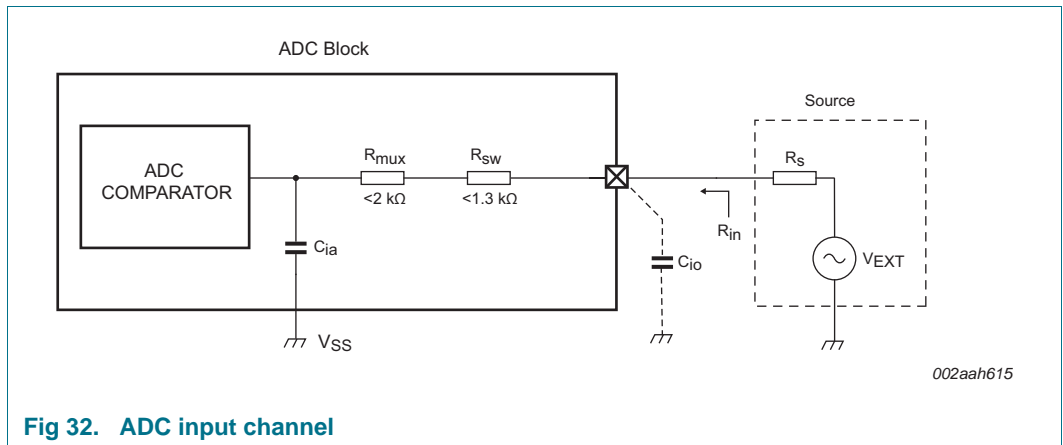 ADC Block
Source
ADC
COMPARATOR
Rmux
<2 kΩ
Rsw
<1.3 kΩ
Rs
Rin
Cia
Cio
VEXT
VSS
002aah615
Fig 32. ADC input channel